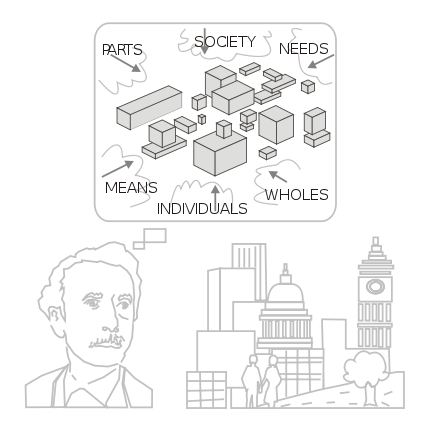 SOCIETY
PARTS
NEEDS
MEANS
WHOLES
INDIVIDUALS